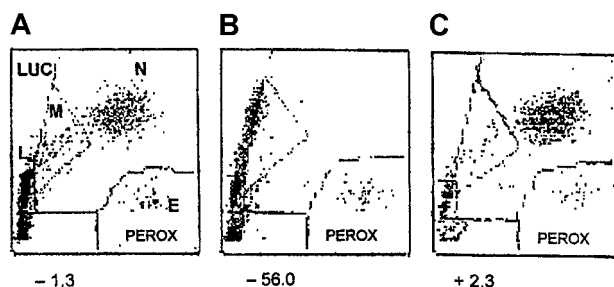 A B C
LUC N
M
L
E
PEROX PEROX PEROX
– 1.3 – 56.0 + 2.3